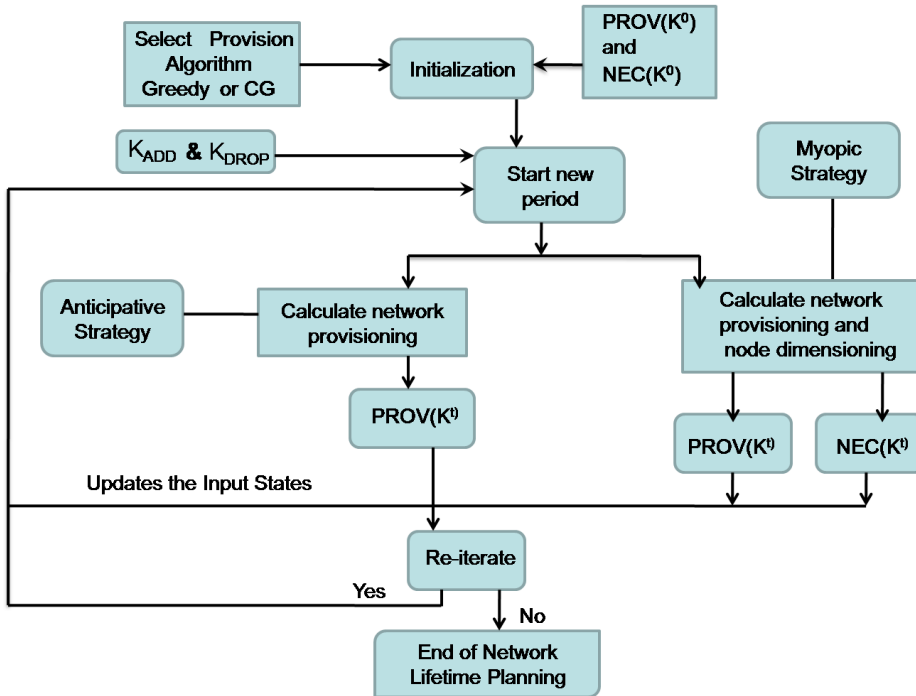 Select Provision
Algorithm
Greedy or CG
Initialization
PROV(K⁰)
and
NEC(K⁰)
K_ADD & K_DROP
Start new
period
Myopic
Strategy
Anticipative
Strategy
Calculate network
provisioning
Calculate network
provisioning and
node dimensioning
PROV(Kᵗ)
PROV(Kᵗ)
NEC(Kᵗ)
Updates the Input States
Re-iterate
Yes
No
End of Network
Lifetime Planning